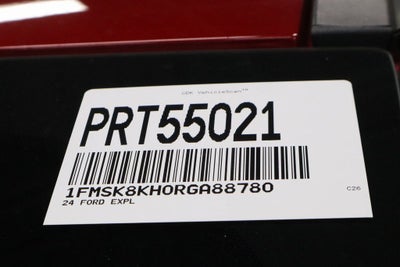 CDK VehicleScan™
PRT55021
1FMSK8KH0RGA88780
24 FORD EXPL
C26